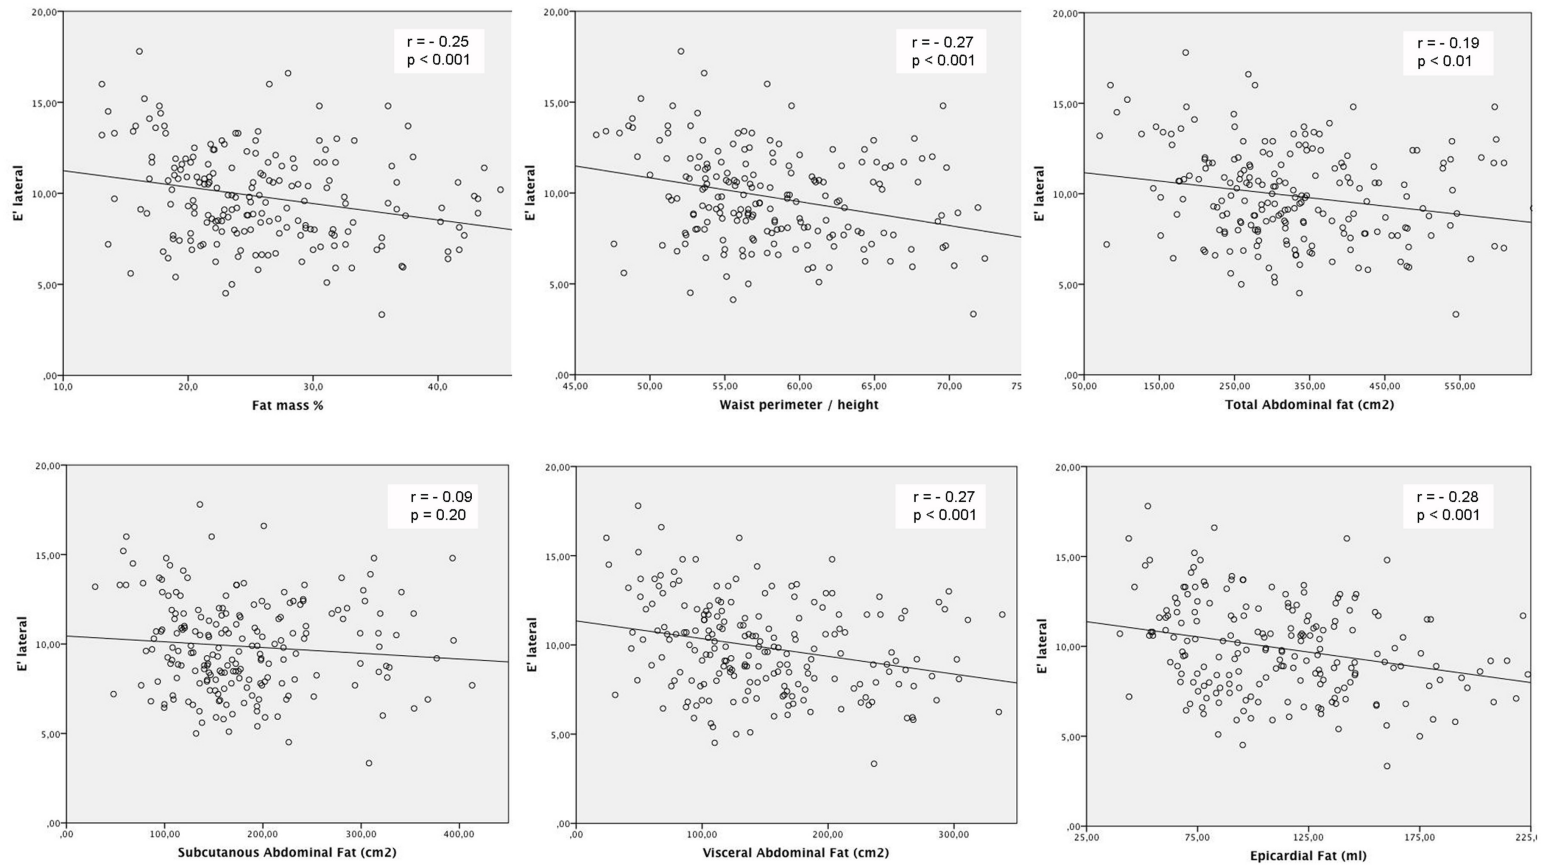 20,00
r = - 0.25
p < 0.001
15,00
10,00
5,00
,00
E' lateral
10,0 20,0 30,0 40,0
Fat mass %
20,00
r = - 0.27
p < 0.001
15,00
10,00
5,00
,00
E' lateral
45,00 50,00 55,00 60,00 65,00 70,00 75
Waist perimeter / height
20,00
r = - 0.19
p < 0.01
15,00
10,00
5,00
,00
E' lateral
50,00 150,00 250,00 350,00 450,00 550,00
Total Abdominal fat (cm2)
20,00
r = - 0.09
p = 0.20
15,00
10,00
5,00
,00
E' lateral
,00 100,00 200,00 300,00 400,00
Subcutanous Abdominal Fat (cm2)
20,00
r = - 0.27
p < 0.001
15,00
10,00
5,00
,00
E' lateral
,00 100,00 200,00 300,00
Visceral Abdominal Fat (cm2)
20,00
r = - 0.28
p < 0.001
15,00
10,00
5,00
,00
E' lateral
25,00 75,00 125,00 175,00 225,
Epicardial Fat (ml)